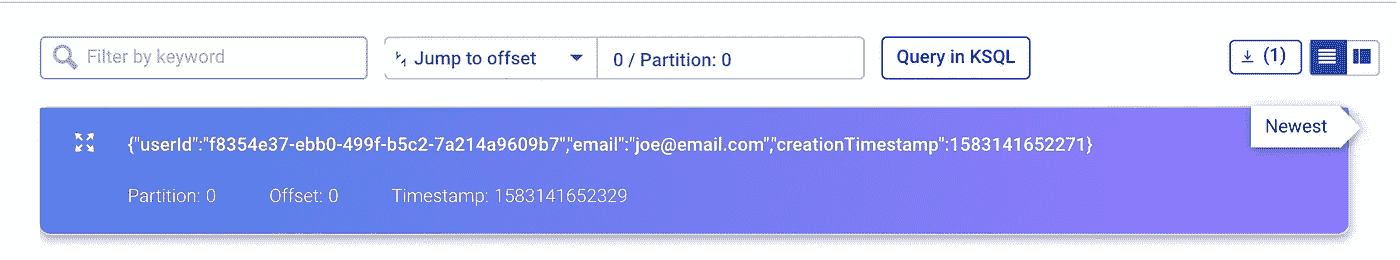 Filter by keyword Jump to offset 0 / Partition: 0 Query in KSQL (1)
Newest
{"userId":"f8354e37-ebb0-499f-b5c2-7a214a9609b7","email":"joe@email.com","creationTimestamp":1583141652271}
Partition: 0 Offset: 0 Timestamp: 1583141652329